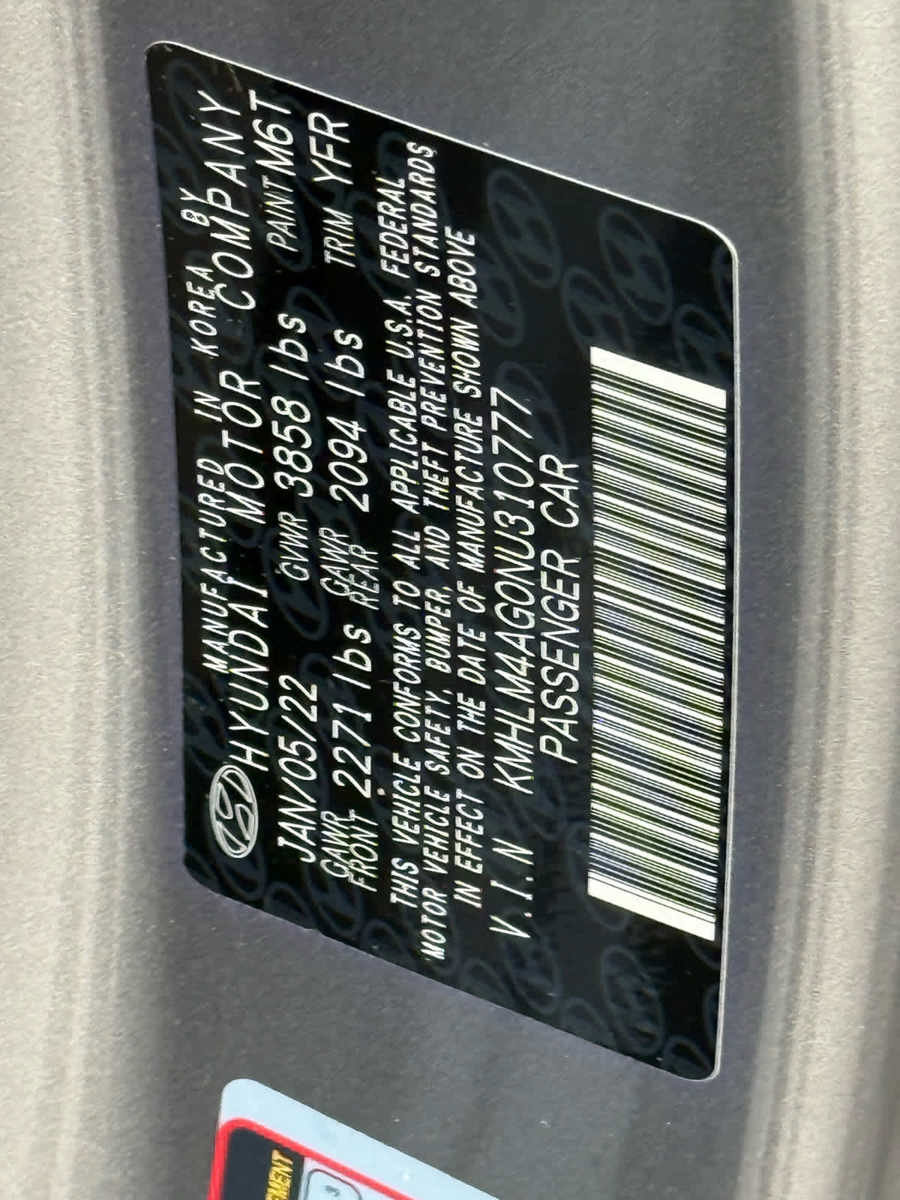 MANUFACTURED IN KOREA BY
HYUNDAI MOTOR COMPANY
JAN/05/22 GVWR 3858 lbs PAINT M6T
GAWR FRONT 2271 lbs GAWR REAR 2094 lbs TRIM YFR
THIS VEHICLE CONFORMS TO ALL APPLICABLE U.S.A. FEDERAL
MOTOR VEHICLE SAFETY, BUMPER, AND THEFT PREVENTION STANDARDS
IN EFFECT ON THE DATE OF MANUFACTURE SHOWN ABOVE
V.I.N KMHLM4AG0NU310777
PASSENGER CAR